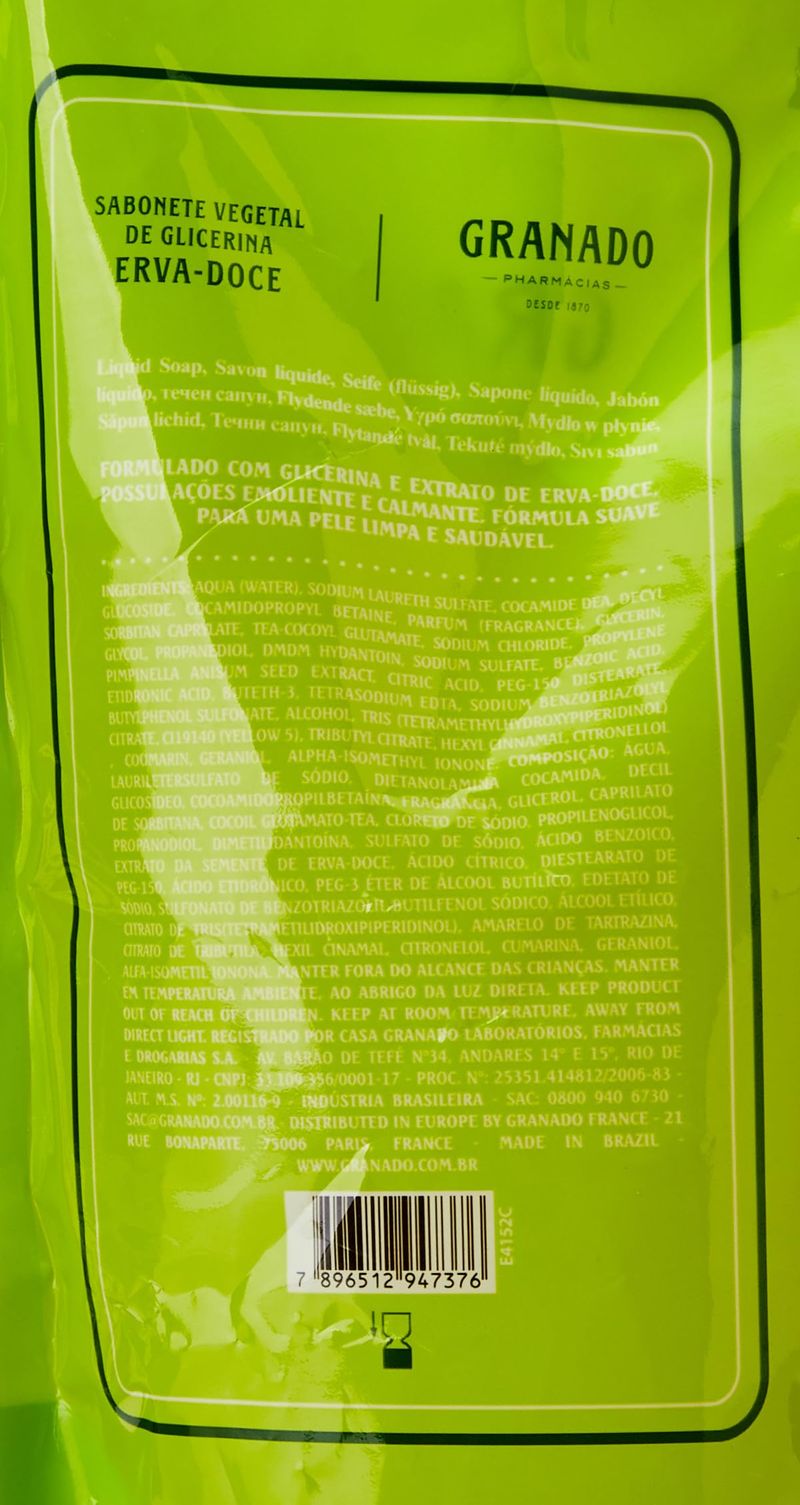 SABONETE VEGETAL
DE GLICERINA
ERVA-DOCE
GRANADO
PHARMÁCIAS
DESDE 1870
Liquid Soap, Savon liquide, Seife (flüssig), Sapone liquido, Jabón
líquido, течен сапун, Flydende sæbe, Υγρό σαπούνι, Mydlo w płynie,
Săpun lichid, Течни сапун, Flytande tvål, Tekuté mýdlo, Sıvı sabun
FORMULADO COM GLICERINA E EXTRATO DE ERVA-DOCE,
POSSUI AÇÕES EMOLIENTE E CALMANTE. FÓRMULA SUAVE
PARA UMA PELE LIMPA E SAUDÁVEL.
INGREDIENTS: AQUA (WATER), SODIUM LAURETH SULFATE, COCAMIDE DEA, DECYL
GLUCOSIDE, COCAMIDOPROPYL BETAINE, PARFUM (FRAGRANCE), GLYCERIN,
SORBITAN CAPRYLATE, TEA-COCOYL GLUTAMATE, SODIUM CHLORIDE, PROPYLENE
GLYCOL, PROPANEDIOL, DMDM HYDANTOIN, SODIUM SULFATE, BENZOIC ACID,
PIMPINELLA ANISUM SEED EXTRACT, CITRIC ACID, PEG-150 DISTEARATE,
ETIDRONIC ACID, BUTETH-3, TETRASODIUM EDTA, SODIUM BENZOTRIAZOLYL
BUTYLPHENOL SULFONATE, ALCOHOL, TRIS (TETRAMETHYLHYDROXYPIPERIDINOL)
CITRATE, CI19140 (YELLOW 5), TRIBUTYL CITRATE, HEXYL CINNAMAL, CITRONELLOL
, COUMARIN, GERANIOL, ALPHA-ISOMETHYL IONONE. COMPOSIÇÃO: ÁGUA,
LAURILETERSULFATO DE SÓDIO, DIETANOLAMINA COCAMIDA, DECIL
GLICOSÍDEO, COCOAMIDOPROPILBETAÍNA, FRAGRÂNCIA, GLICEROL, CAPRILATO
DE SORBITANA, COCOIL GLUTAMATO-TEA, CLORETO DE SÓDIO, PROPILENOGLICOL,
PROPANODIOL, DIMETILIDANTOÍNA, SULFATO DE SÓDIO, ÁCIDO BENZOICO,
EXTRATO DA SEMENTE DE ERVA-DOCE, ÁCIDO CÍTRICO, DIESTEARATO DE
PEG-150, ÁCIDO ETIDRÔNICO, PEG-3 ÉTER DE ÁLCOOL BUTÍLICO, EDETATO DE
SÓDIO, SULFONATO DE BENZOTRIAZOLIL BUTILFENOL SÓDICO, ÁLCOOL ETÍLICO,
CITRATO DE TRIS(TETRAMETILIDROXIPIPERIDINOL), AMARELO DE TARTRAZINA,
CITRATO DE TRIBUTILA, HEXIL CINAMAL, CITRONELOL, CUMARINA, GERANIOL,
ALFA-ISOMETIL IONONA. MANTER FORA DO ALCANCE DAS CRIANÇAS. MANTER
EM TEMPERATURA AMBIENTE, AO ABRIGO DA LUZ DIRETA. KEEP PRODUCT
OUT OF REACH OF CHILDREN. KEEP AT ROOM TEMPERATURE, AWAY FROM
DIRECT LIGHT. REGISTRADO POR CASA GRANADO LABORATÓRIOS, FARMÁCIAS
E DROGARIAS S.A. AV. BARÃO DE TEFÉ Nº34, ANDARES 14º E 15º, RIO DE
JANEIRO - RJ - CNPJ: 33.109.356/0001-17 - PROC. Nº: 25351.414812/2006-83 -
AUT. M.S. Nº: 2.00116-9 - INDÚSTRIA BRASILEIRA - SAC: 0800 940 6730 -
SAC@GRANADO.COM.BR - DISTRIBUTED IN EUROPE BY GRANADO FRANCE - 21
RUE BONAPARTE, 75006 PARIS, FRANCE - MADE IN BRAZIL -
WWW.GRANADO.COM.BR
7 896512 947376
E4152C